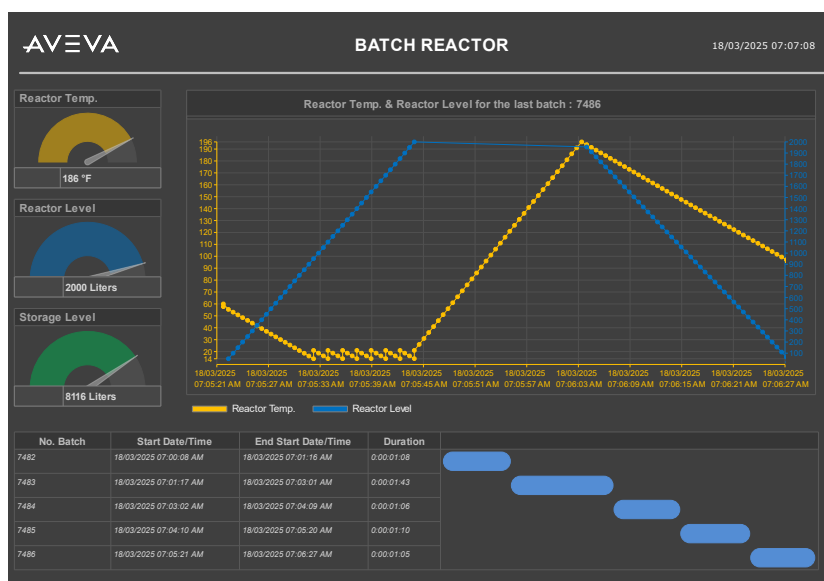 AVEVA
BATCH REACTOR
18/03/2025 07:07:08
Reactor Temp.
186 °F
Reactor Level
2000 Liters
Storage Level
8116 Liters
Reactor Temp. & Reactor Level for the last batch : 7486
196
190
180
170
160
150
140
130
120
110
100
90
80
70
60
50
40
30
20
14
2000
1900
1800
1700
1600
1500
1400
1300
1200
1100
1000
900
800
700
600
500
400
300
200
100
18/03/2025 18/03/2025 18/03/2025 18/03/2025 18/03/2025 18/03/2025 18/03/2025 18/03/2025 18/03/2025 18/03/2025 18/03/2025 18/03/2025
07:05:21 AM 07:05:27 AM 07:05:33 AM 07:05:39 AM 07:05:45 AM 07:05:51 AM 07:05:57 AM 07:06:03 AM 07:06:09 AM 07:06:15 AM 07:06:21 AM 07:06:27 AM
Reactor Temp. Reactor Level
No. Batch Start Date/Time End Start Date/Time Duration
7482 18/03/2025 07:00:08 AM 18/03/2025 07:01:16 AM 0:00:01:08
7483 18/03/2025 07:01:17 AM 18/03/2025 07:03:01 AM 0:00:01:43
7484 18/03/2025 07:03:02 AM 18/03/2025 07:04:09 AM 0:00:01:06
7485 18/03/2025 07:04:10 AM 18/03/2025 07:05:20 AM 0:00:01:10
7486 18/03/2025 07:05:21 AM 18/03/2025 07:06:27 AM 0:00:01:05